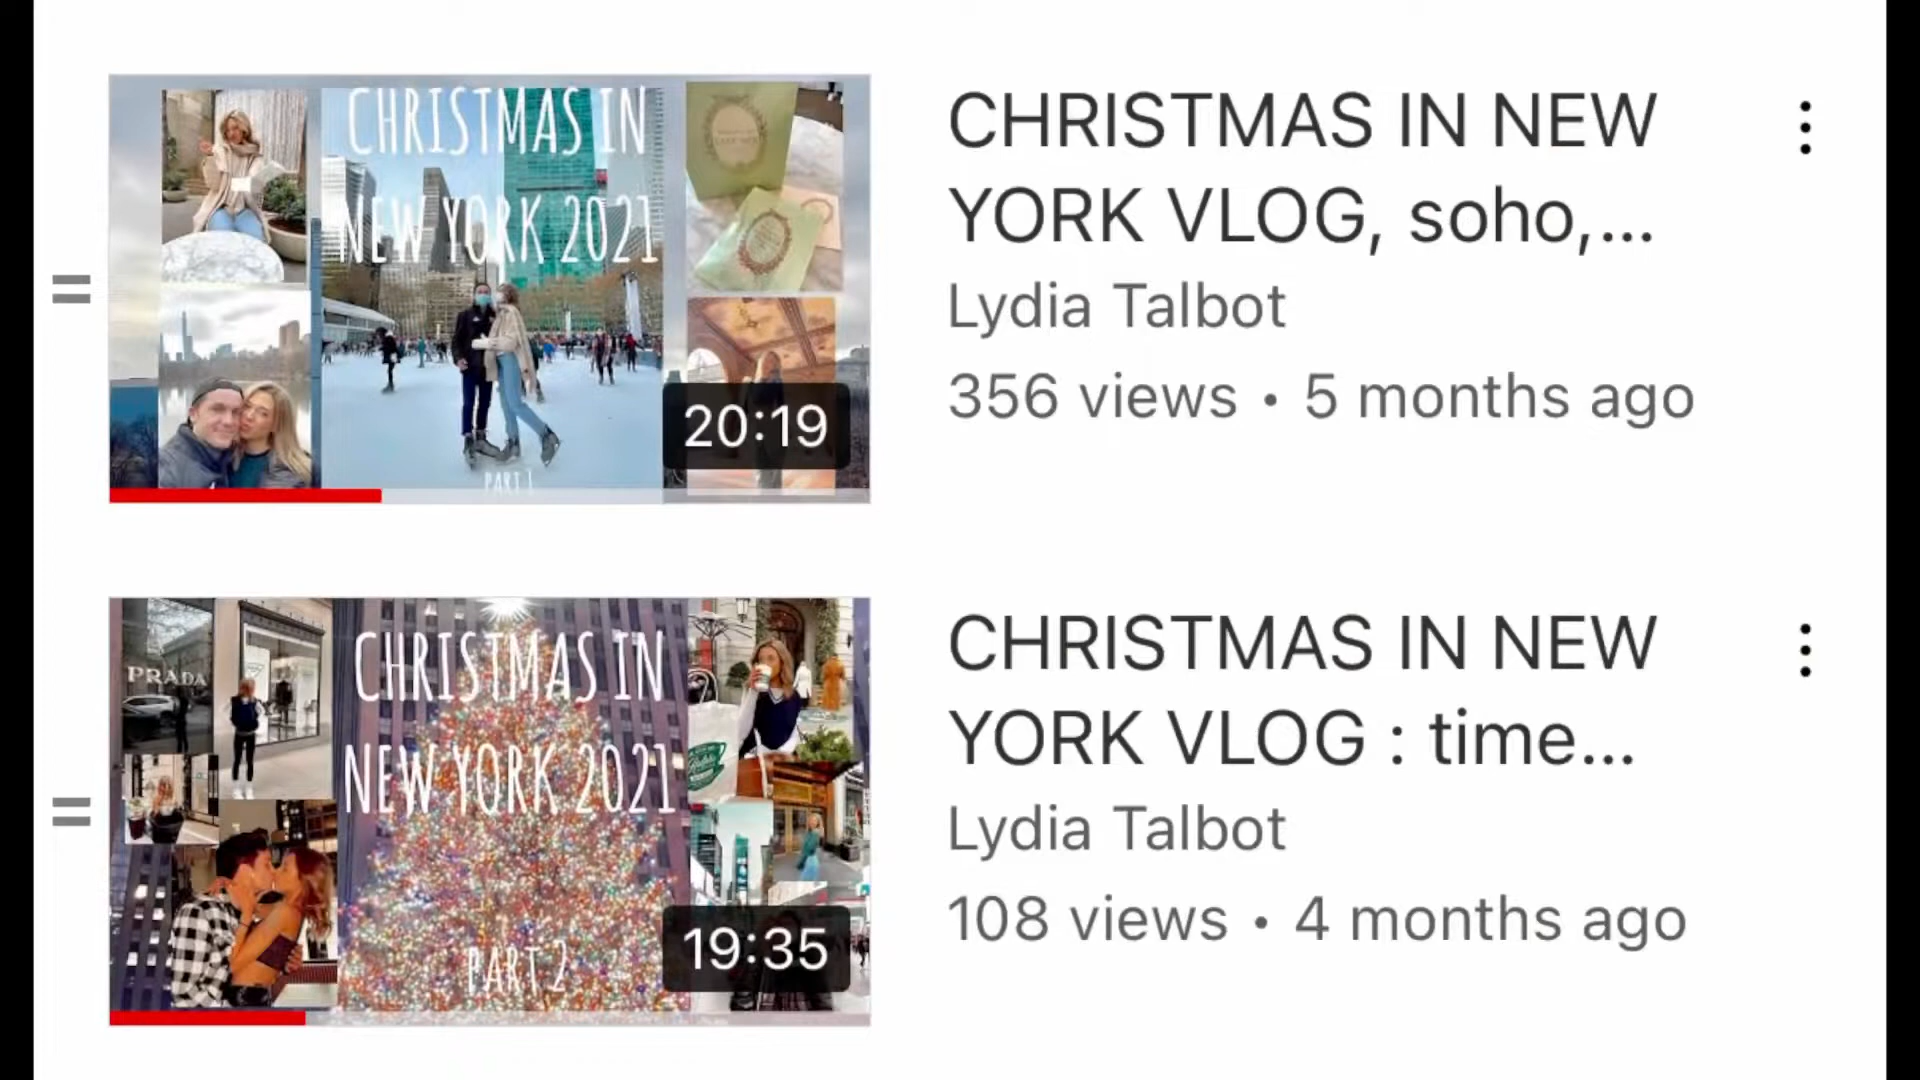 CHRISTMAS IN
NEW YORK 2021
PART 1
20:19
CHRISTMAS IN NEW
YORK VLOG, soho,...
Lydia Talbot
356 views • 5 months ago
PRADA
CHRISTMAS IN
NEW YORK 2021
PART 2
19:35
CHRISTMAS IN NEW
YORK VLOG : time...
Lydia Talbot
108 views • 4 months ago